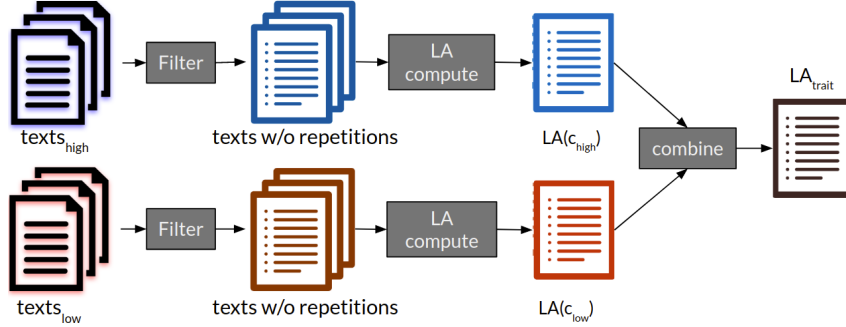 Filter
LA
compute
LA_trait
texts_high
texts w/o repetitions
LA(c_high)
combine
Filter
LA
compute
texts_low
texts w/o repetitions
LA(c_low)